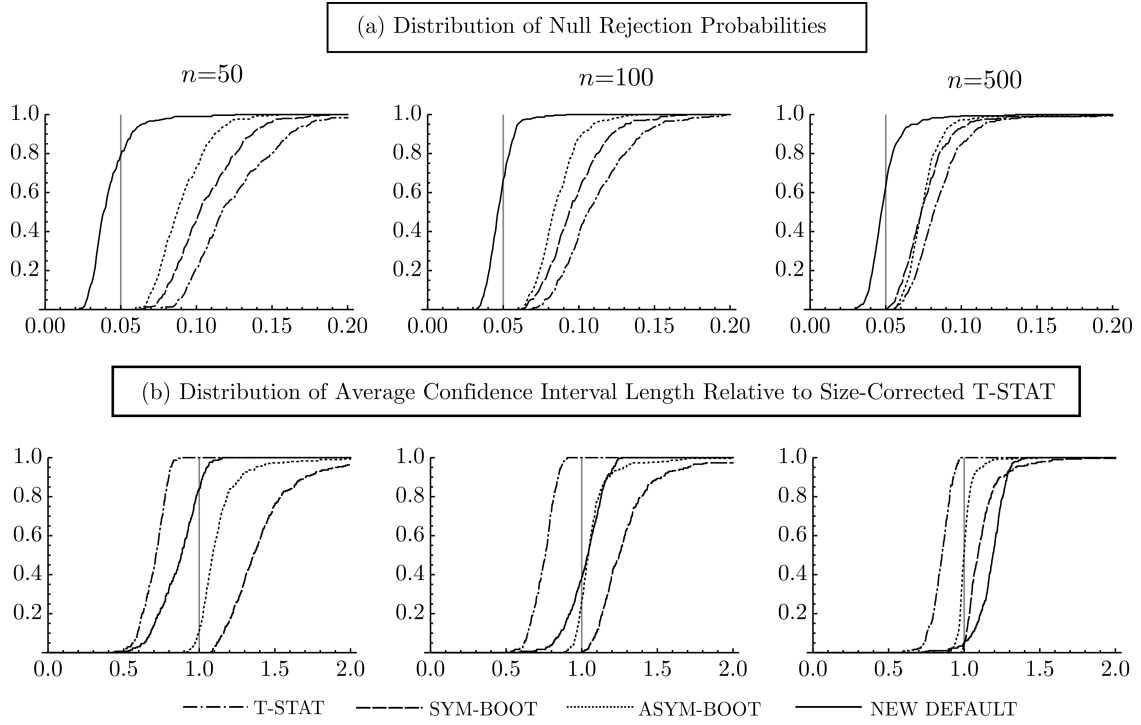 (a) Distribution of Null Rejection Probabilities
n=50
n=100
n=500
1.0
0.8
0.6
0.4
0.2
0.00 0.05 0.10 0.15 0.20
1.0
0.8
0.6
0.4
0.2
0.00 0.05 0.10 0.15 0.20
1.0
0.8
0.6
0.4
0.2
0.00 0.05 0.10 0.15 0.20
(b) Distribution of Average Confidence Interval Length Relative to Size-Corrected T-STAT
1.0
0.8
0.6
0.4
0.2
0.0 0.5 1.0 1.5 2.0
1.0
0.8
0.6
0.4
0.2
0.0 0.5 1.0 1.5 2.0
1.0
0.8
0.6
0.4
0.2
0.0 0.5 1.0 1.5 2.0
T-STAT SYM-BOOT ASYM-BOOT NEW DEFAULT